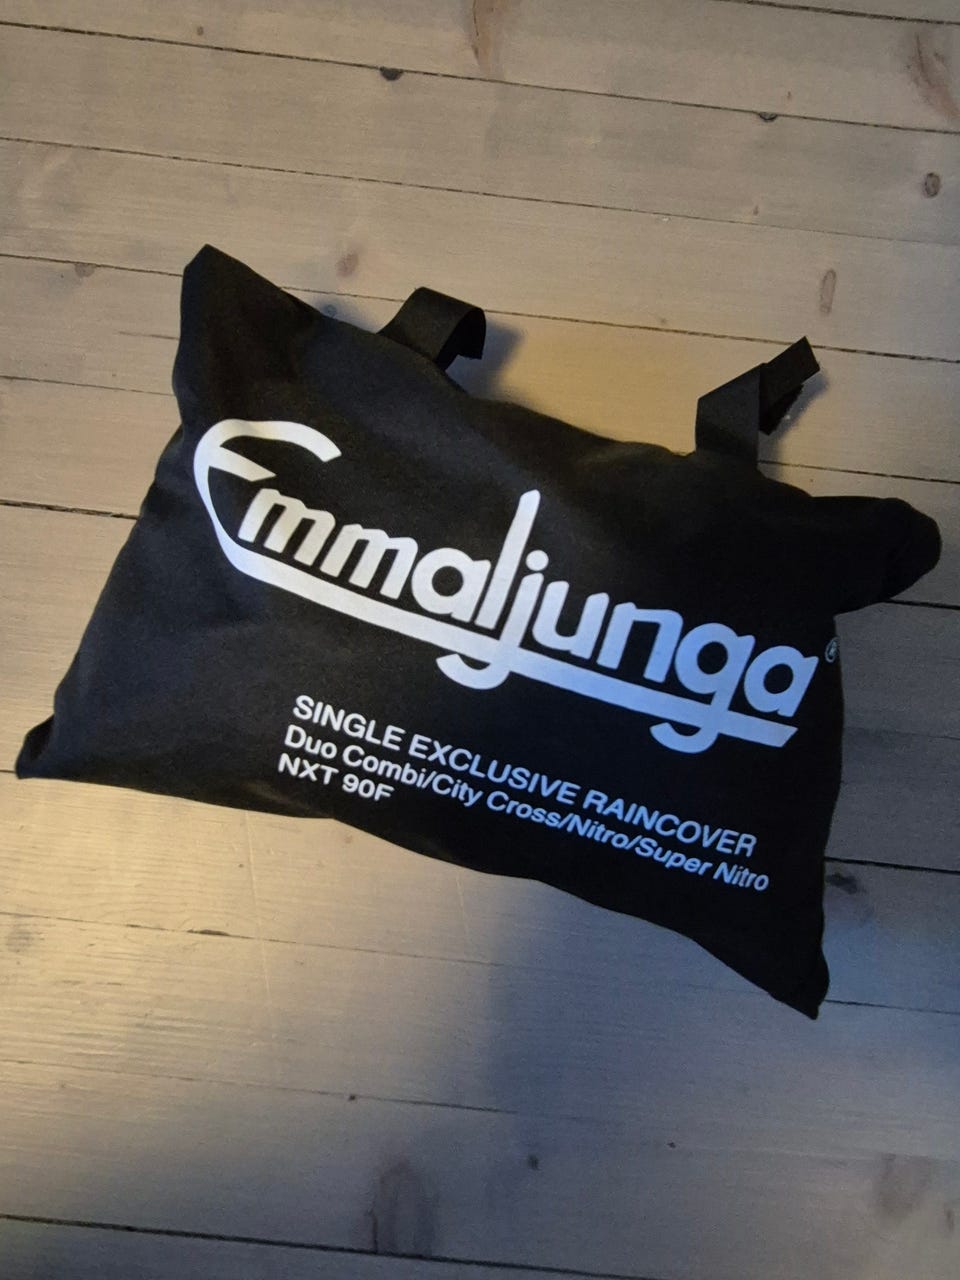 Emmaljunga®
SINGLE EXCLUSIVE RAINCOVER
Duo Combi/City Cross/Nitro/Super Nitro
NXT 90F